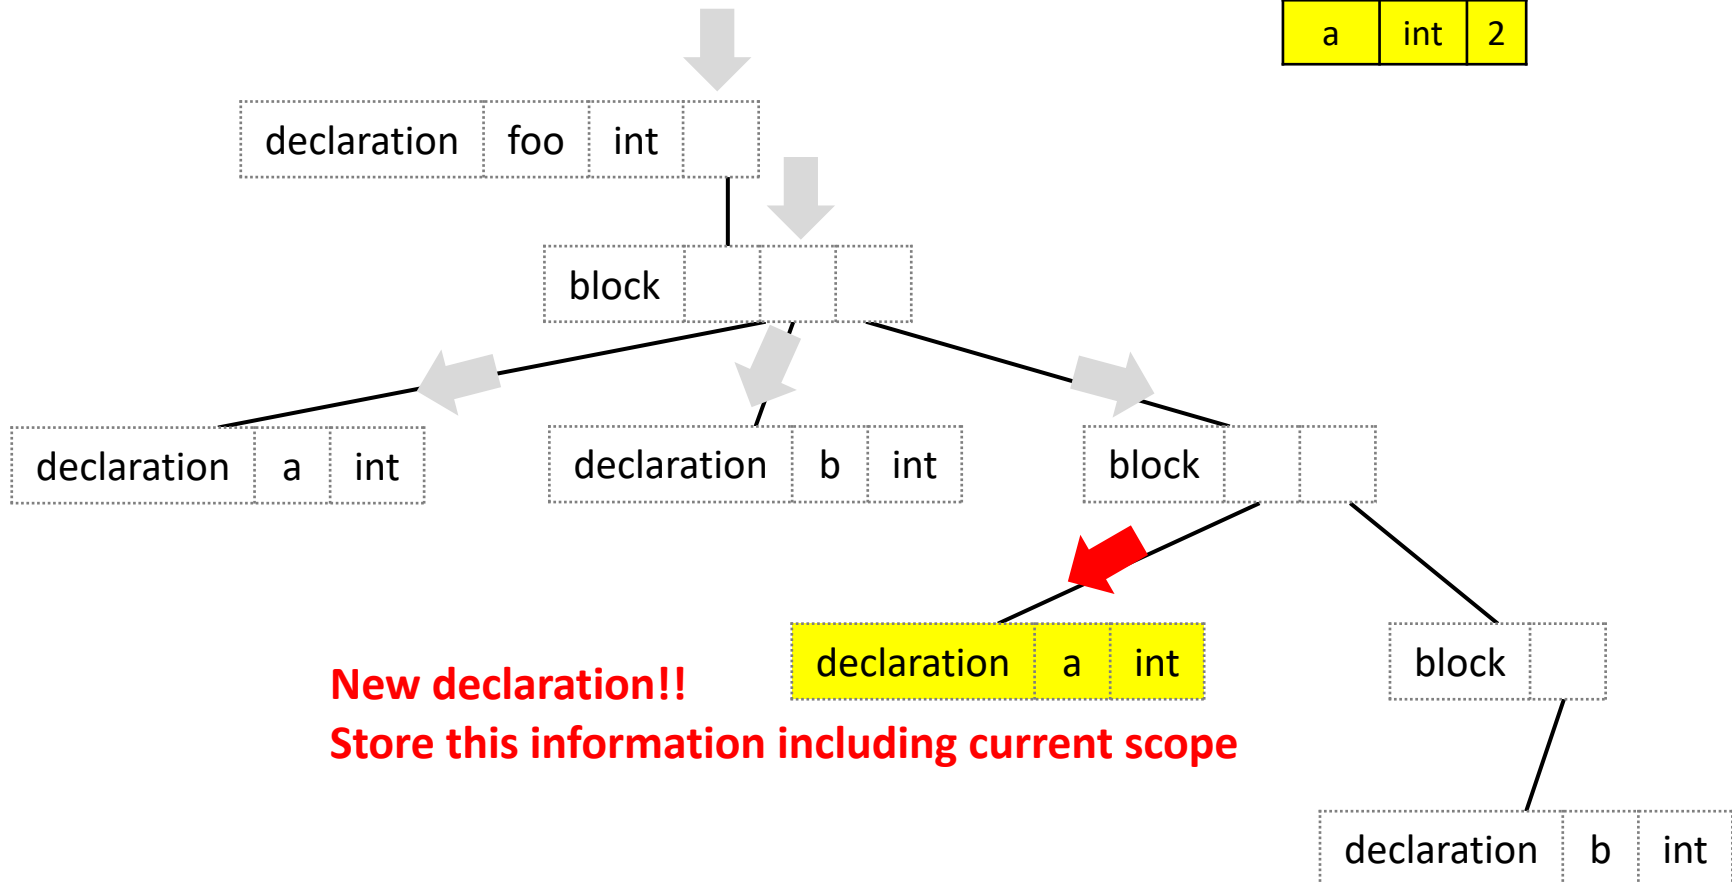 a int 2
declaration foo int
block
declaration a int
declaration b int
block
declaration a int
block
New declaration!!
Store this information including current scope
declaration b int